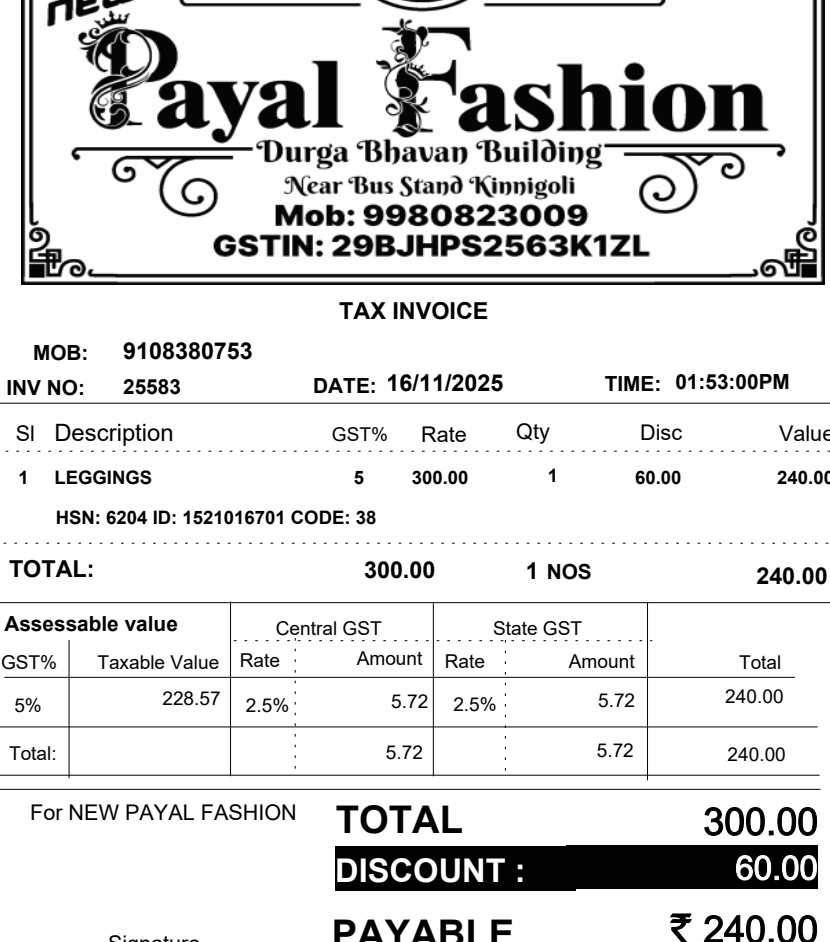 new
Payal Fashion
Durga Bhavan Building
Near Bus Stand Kinnigoli
Mob: 9980823009
GSTIN: 29BJHPS2563K1ZL
TAX INVOICE
MOB: 9108380753
INV NO: 25583 DATE: 16/11/2025 TIME: 01:53:00PM
Sl Description GST% Rate Qty Disc Value
1 LEGGINGS 5 300.00 1 60.00 240.00
HSN: 6204 ID: 1521016701 CODE: 38
TOTAL: 300.00 1 NOS 240.00
Assessable value Central GST State GST
GST% Taxable Value Rate Amount Rate Amount Total
5% 228.57 2.5% 5.72 2.5% 5.72 240.00
Total: 5.72 5.72 240.00
For NEW PAYAL FASHION TOTAL 300.00
DISCOUNT : 60.00
Signature PAYABLE ₹ 240.00